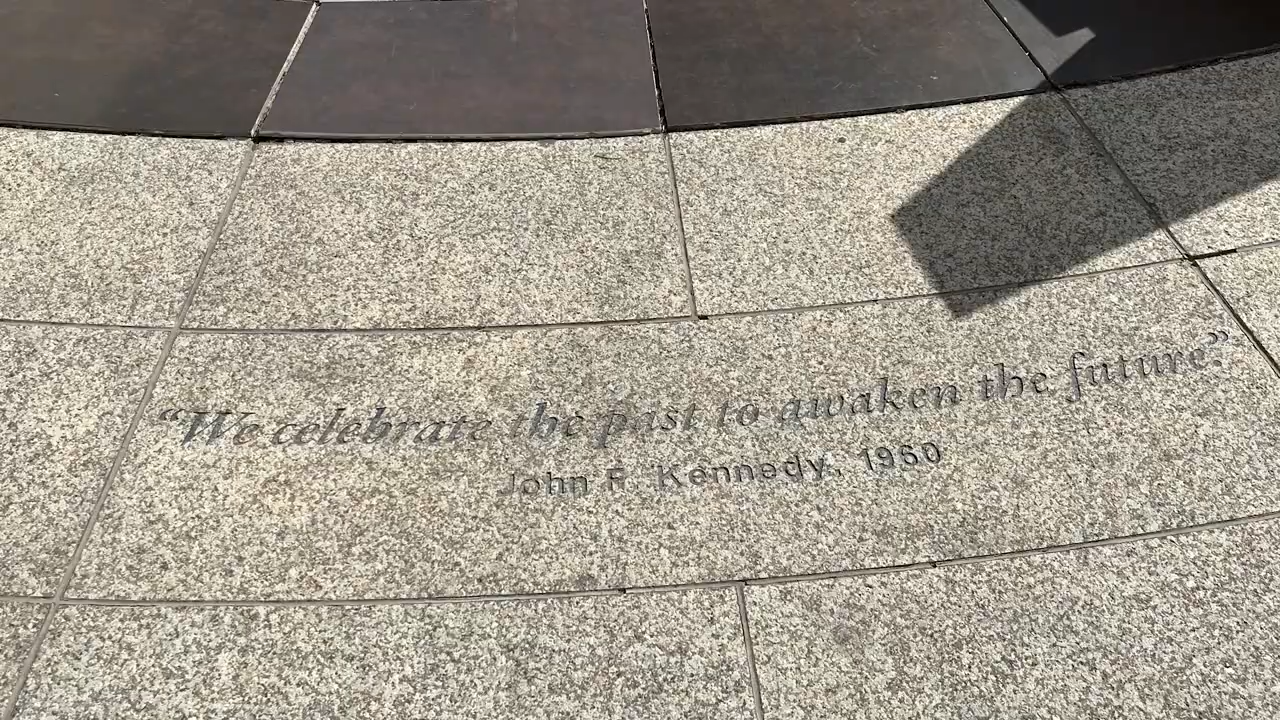 “We celebrate the past to awaken the future”
John F. Kennedy, 1960